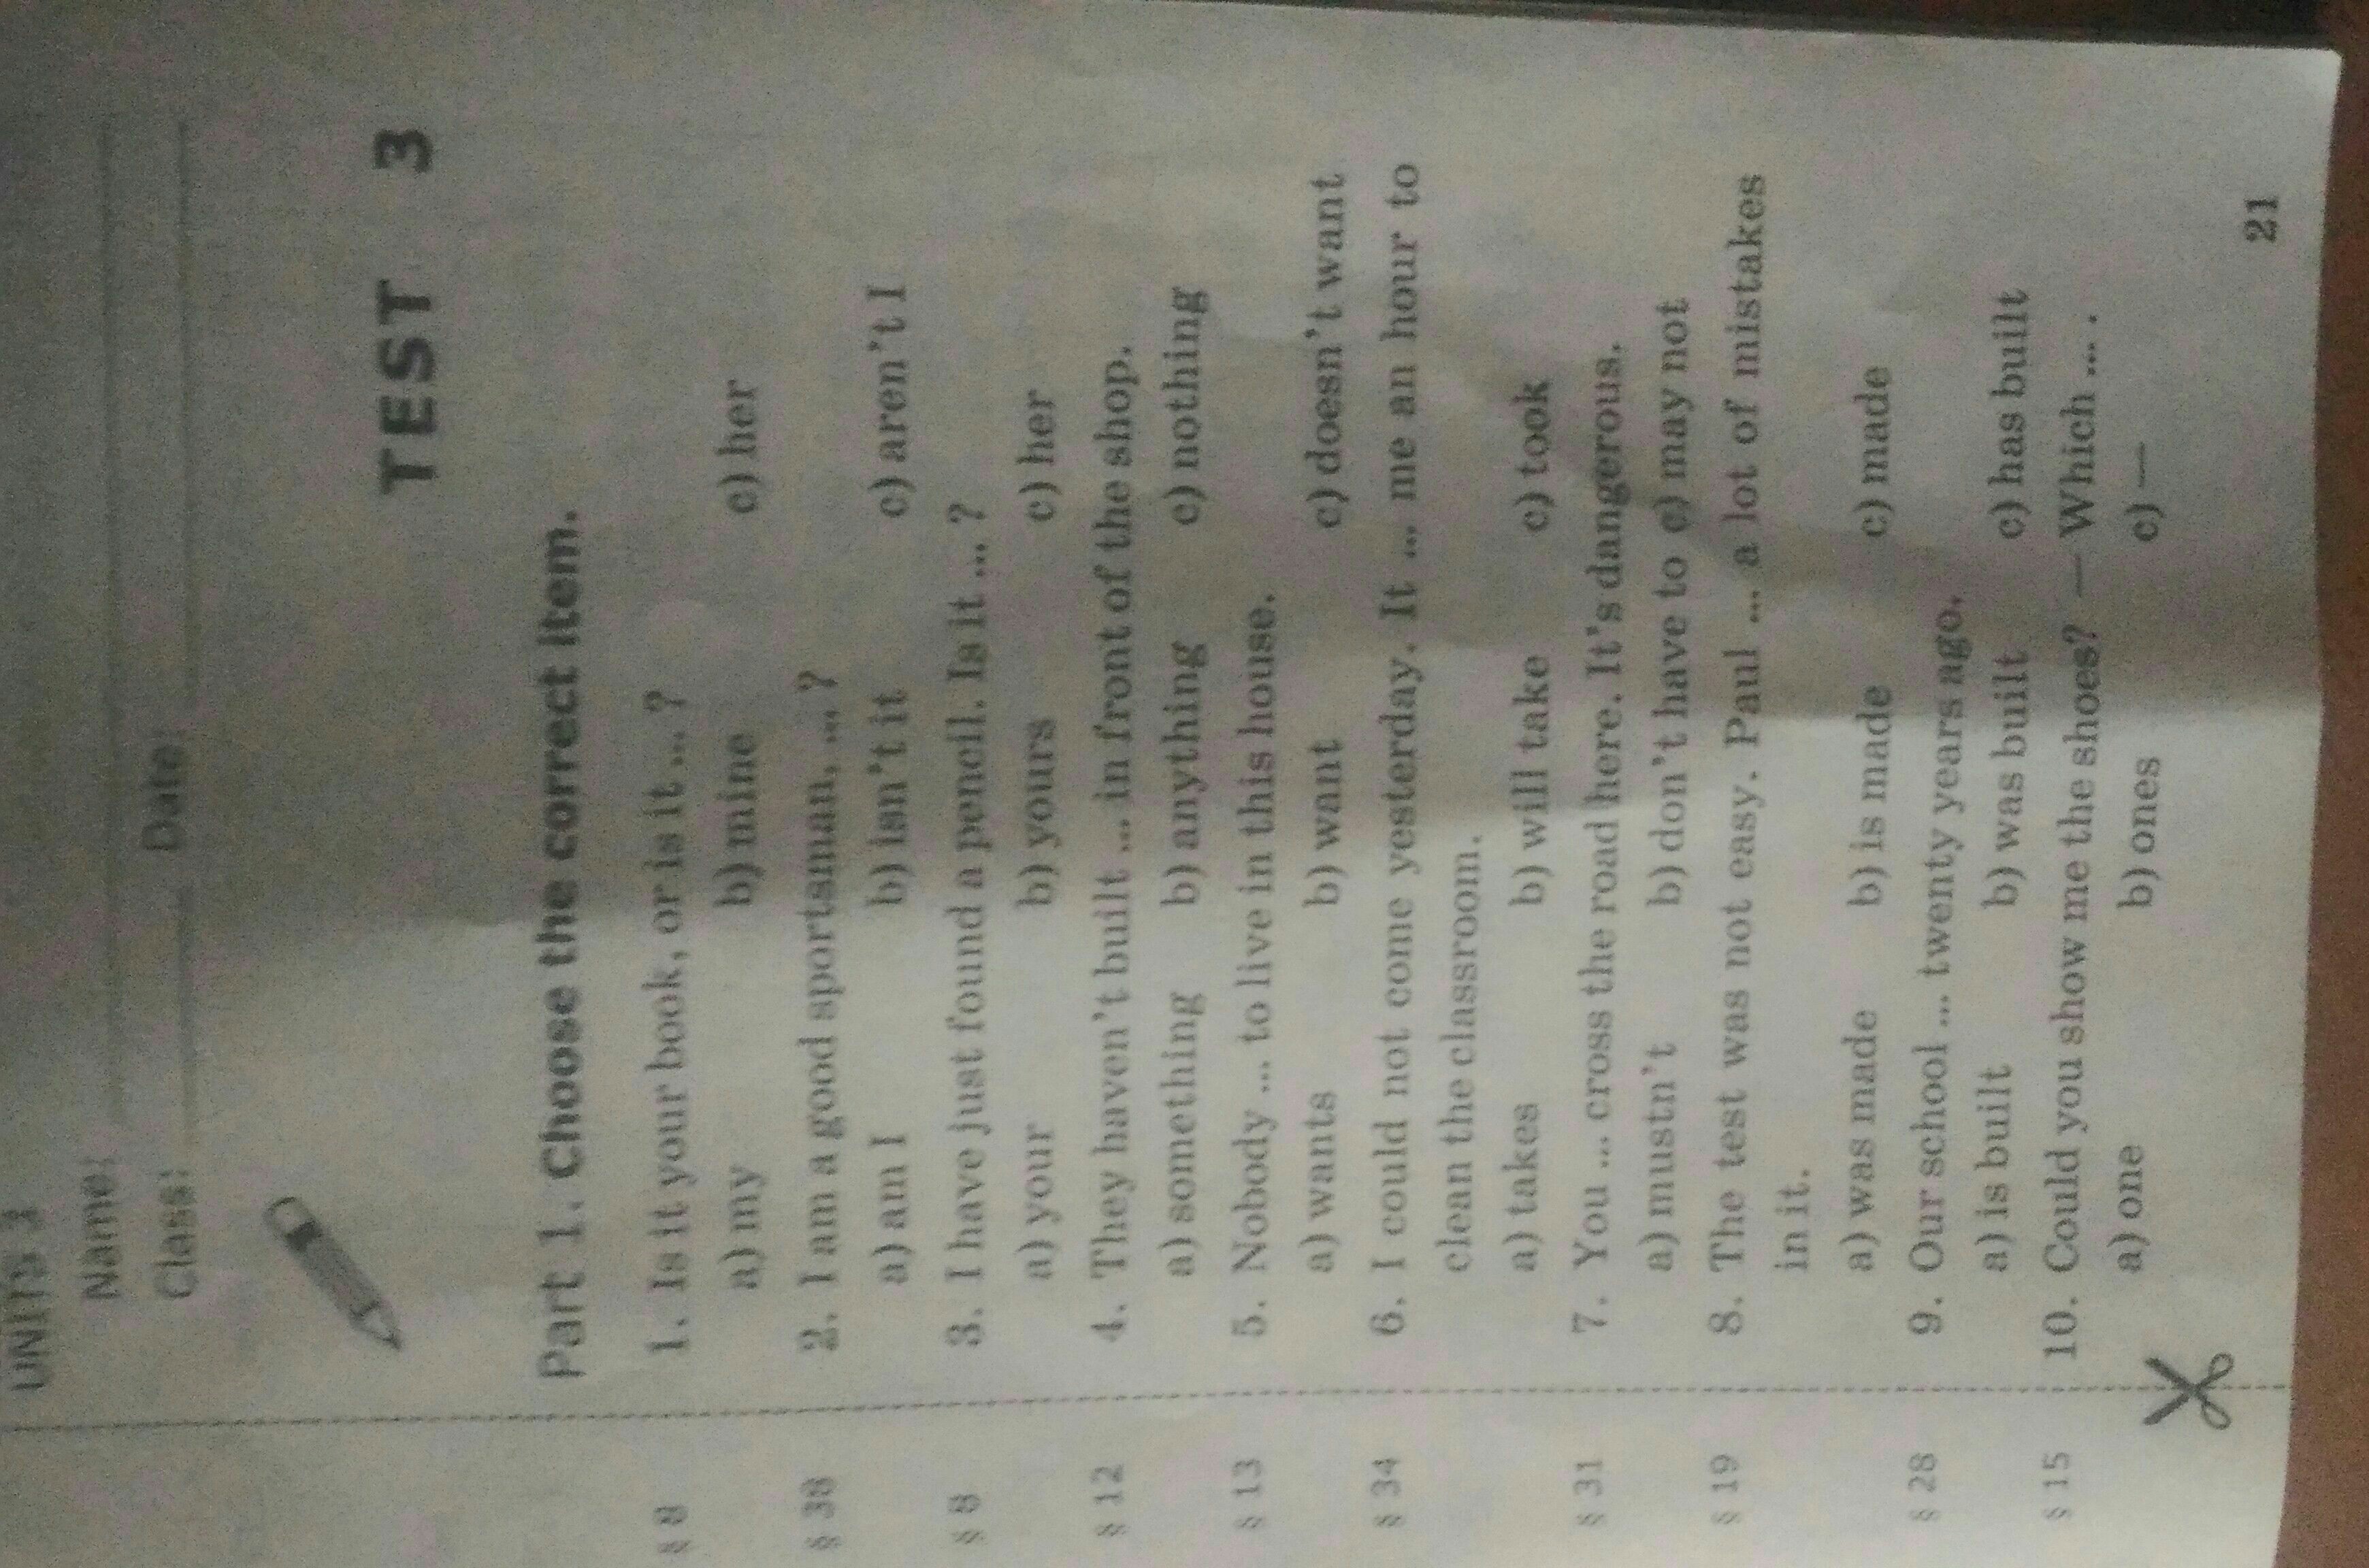 UNITS 3
Name:
Class: Date:
TEST 3
Part 1. Choose the correct item.
§ 8 1. Is it your book, or is it ... ?
a) my b) mine c) her
§ 38 2. I am a good sportsman, ... ?
a) am I b) isn't it c) aren't I
§ 8 3. I have just found a pencil. Is it ... ?
a) your b) yours c) her
§ 12 4. They haven't built ... in front of the shop.
a) something b) anything c) nothing
§ 13 5. Nobody ... to live in this house.
a) wants b) want c) doesn't want
§ 34 6. I could not come yesterday. It ... me an hour to
clean the classroom.
a) takes b) will take c) took
§ 31 7. You ... cross the road here. It's dangerous.
a) mustn't b) don't have to c) may not
§ 19 8. The test was not easy. Paul ... a lot of mistakes
in it.
a) was made b) is made c) made
§ 28 9. Our school ... twenty years ago.
a) is built b) was built c) has built
§ 15 10. Could you show me the shoes? — Which ... .
a) one b) ones c) —
21